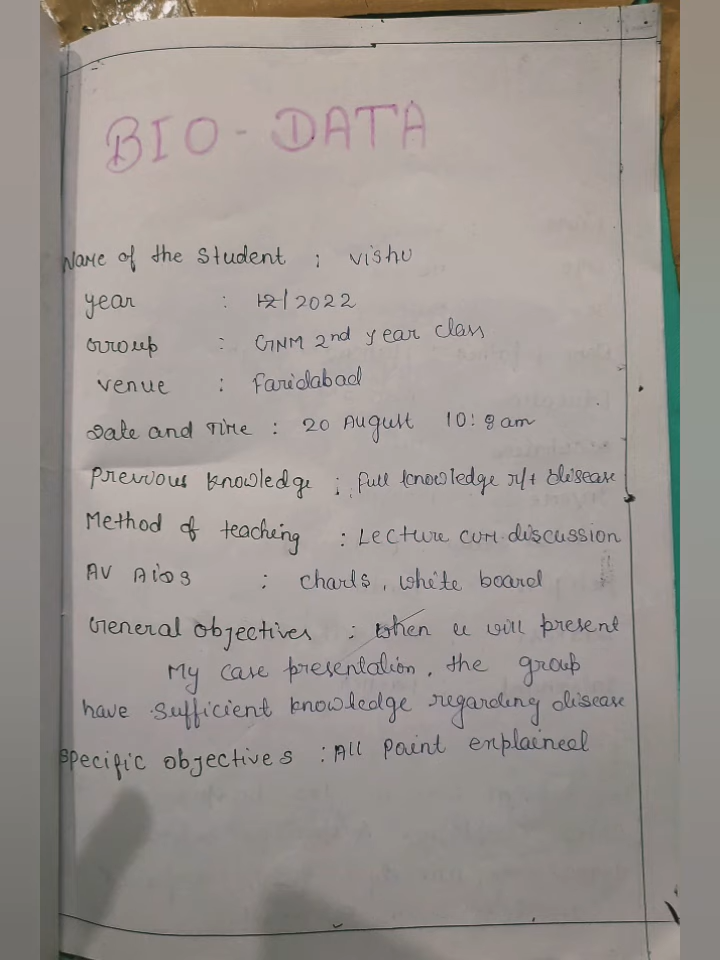 BIO-DATA
Name of the Student : Vishu
year : 12/2022
Group : GNM 2nd year class
venue : Faridabad
Date and Time : 20 August 10:8am
Previous knowledge : full knowledge r/t disease
Method of teaching : Lecture cum discussion
AV Aids : Charts, white board
General objectives : when u will present
My case presentation, the group
have sufficient knowledge regarding disease
specific objectives : All point explained